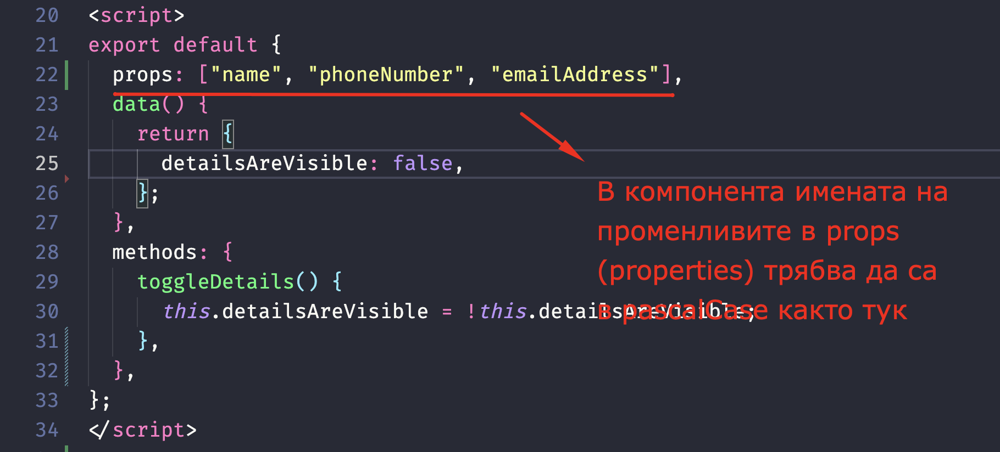 20 <script>
21 export default {
22 props: ["name", "phoneNumber", "emailAddress"],
23 data() {
24 return {
25 detailsAreVisible: false,
26 };
27 },
28 methods: {
29 toggleDetails() {
30 this.detailsAreVisible = !this.detailsAreVisible;
31 },
32 },
33 };
34 </script>
В компонента имената на
променливите в props
(properties) трябва да са
в pascalCase както тук